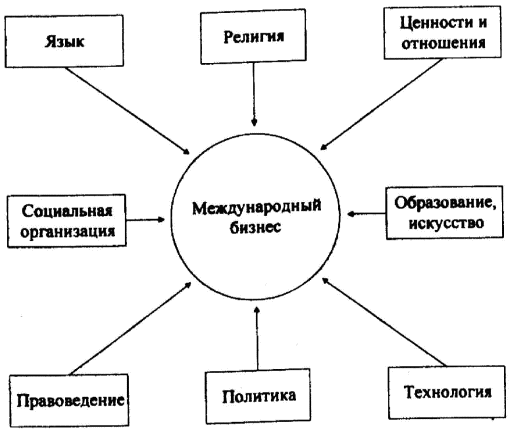 Язык
Религия
Ценности и
отношения
Социальная
организация
Международный
бизнес
Образование,
искусство
Правоведение
Политика
Технология